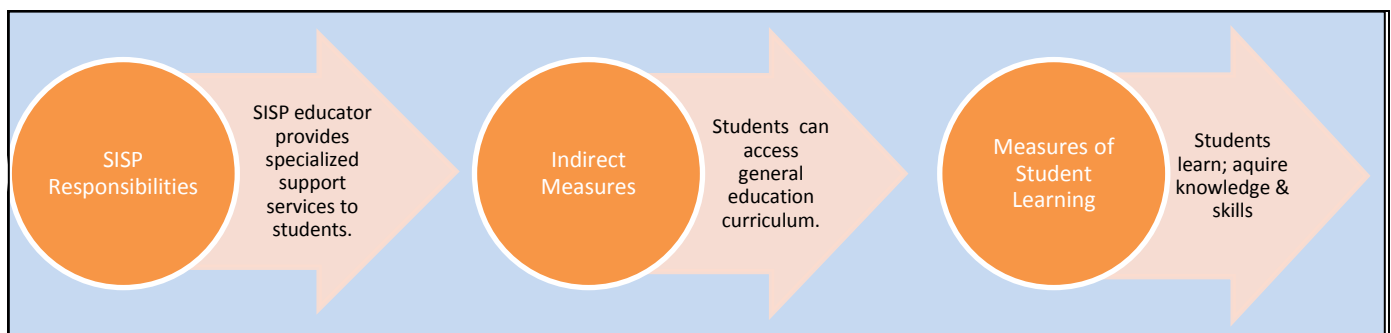 SISP
Responsibilities
SISP educator
provides
specialized
support
services to
students.
Indirect
Measures
Students can
access
general
education
curriculum.
Measures of
Student
Learning
Students
learn; aquire
knowledge &
skills